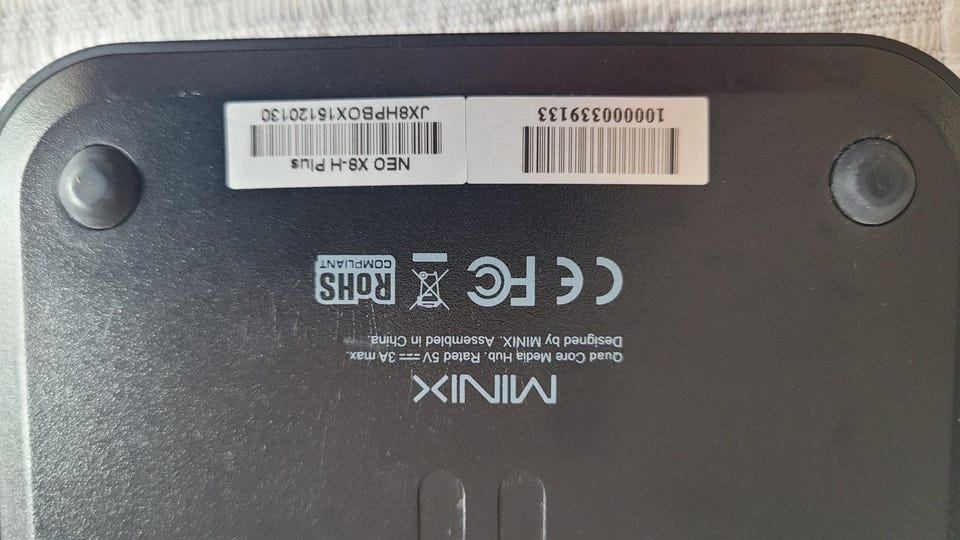 MINIX
Quad Core Media Hub. Rated 5V ⎓ 3A max.
Designed by MINIX. Assembled in China.
CE FC RoHS
COMPLIANT
NEO X8-H Plus
JX8HPBOX15120130
100000339133